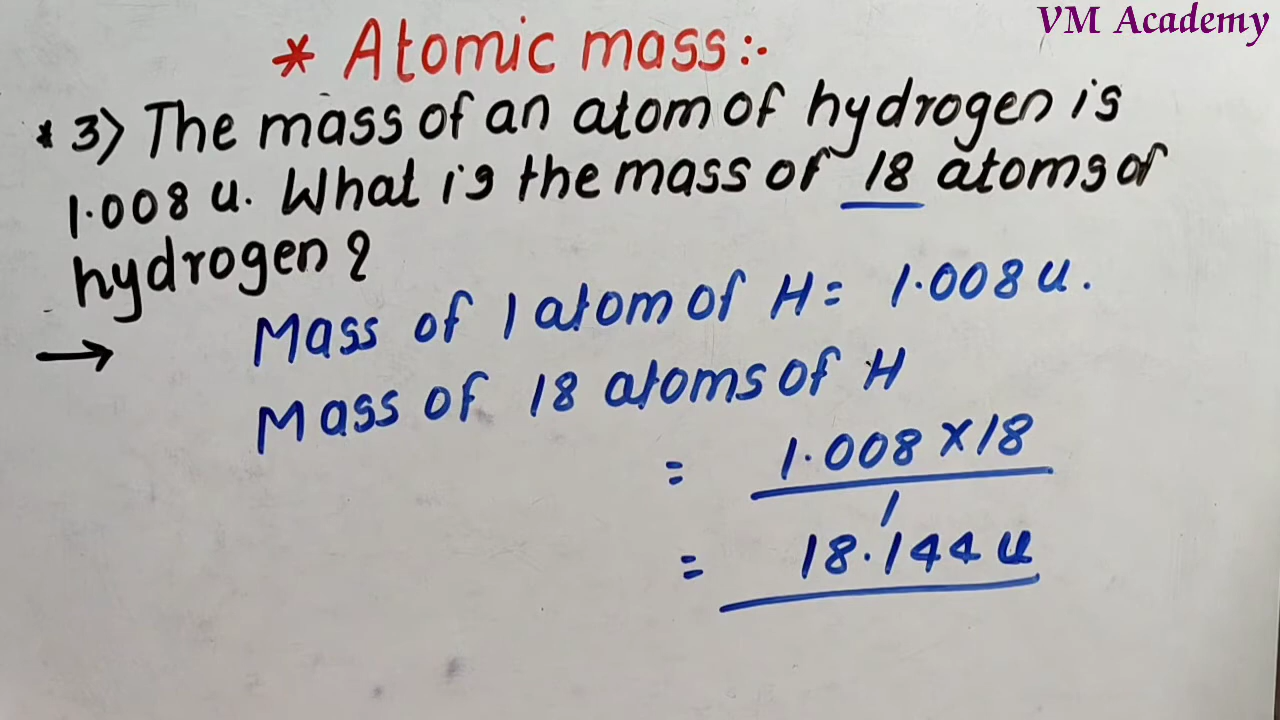 VM Academy
* Atomic mass:-
* 3) The mass of an atom of hydrogen is
1.008 u. What is the mass of 18 atoms of
hydrogen?
→ Mass of 1 atom of H = 1.008 u.
Mass of 18 atoms of H
= 1.008 × 18
1
= 18.144 u